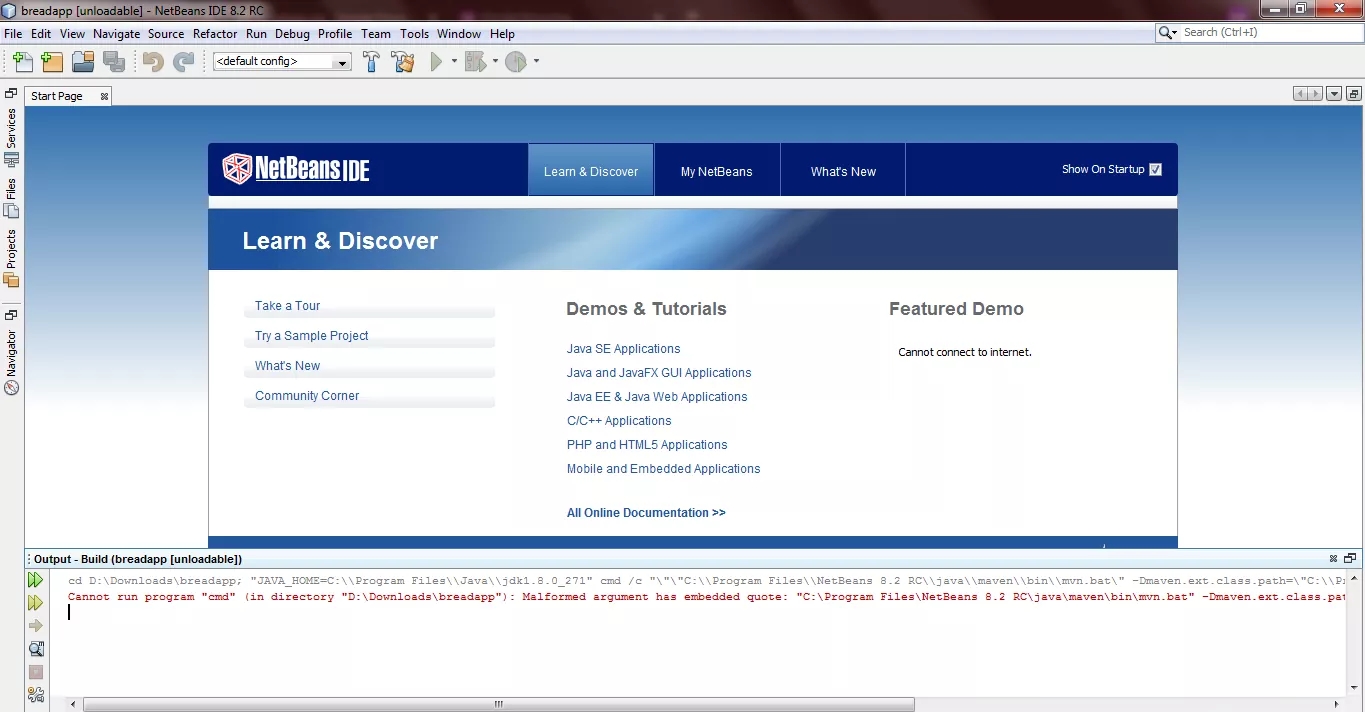 breadapp [unloadable] - NetBeans IDE 8.2 RC
File Edit View Navigate Source Refactor Run Debug Profile Team Tools Window Help
Search (Ctrl+I)
<default config>
Start Page
Services
Files
Projects
Navigator
NetBeans IDE
Learn & Discover
My NetBeans
What's New
Show On Startup
Learn & Discover
Take a Tour
Try a Sample Project
What's New
Community Corner
Demos & Tutorials
Java SE Applications
Java and JavaFX GUI Applications
Java EE & Java Web Applications
C/C++ Applications
PHP and HTML5 Applications
Mobile and Embedded Applications
All Online Documentation >>
Featured Demo
Cannot connect to internet.
Output - Build (breadapp [unloadable])
cd D:\Downloads\breadapp; "JAVA_HOME=C:\\Program Files\\Java\\jdk1.8.0_271" cmd /c "\"\"C:\\Program Files\\NetBeans 8.2 RC\\java\\maven\\bin\\mvn.bat\" -Dmaven.ext.class.path=\"C:\\P
Cannot run program "cmd" (in directory "D:\Downloads\breadapp"): Malformed argument has embedded quote: "C:\Program Files\NetBeans 8.2 RC\java\maven\bin\mvn.bat" -Dmaven.ext.class.pat